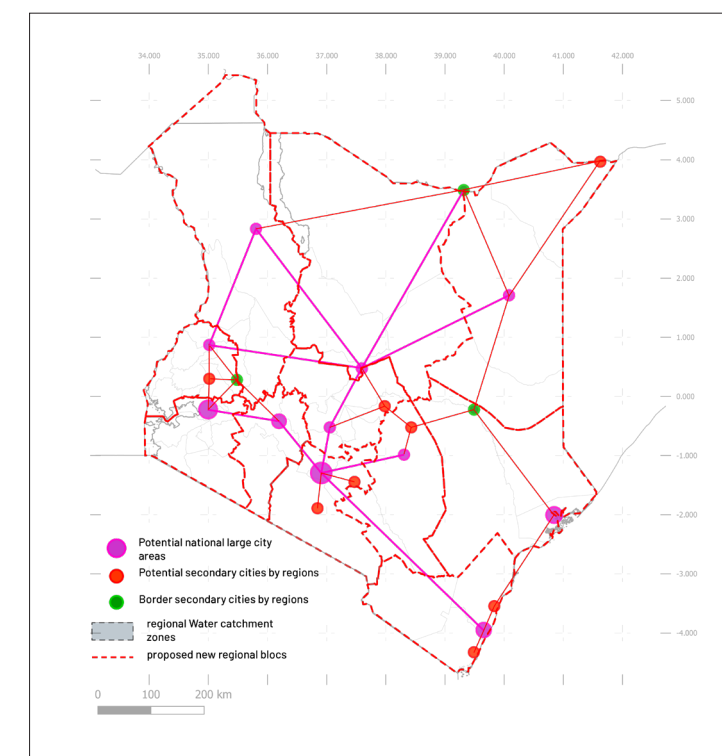 34.000 35.000 36.000 37.000 38.000 39.000 40.000 41.000 42.000
5.000
4.000
3.000
2.000
1.000
0.000
-1.000
-2.000
-3.000
-4.000
Potential national large city
areas
Potential secondary cities by regions
Border secondary cities by regions
regional Water catchment
zones
proposed new regional blocs
0 100 200 km